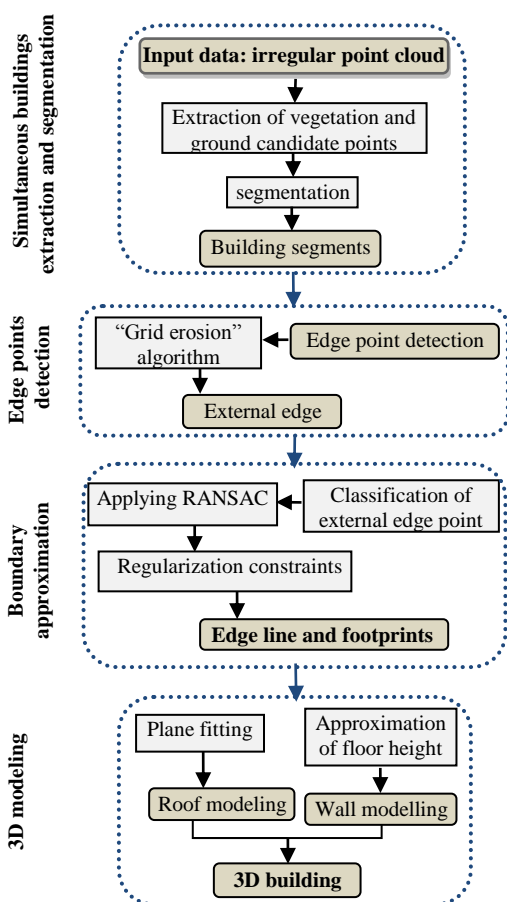 Simultaneous buildings
extraction and segmentation
Input data: irregular point cloud
Extraction of vegetation and
ground candidate points
segmentation
Building segments
Edge points
detection
“Grid erosion”
algorithm
Edge point detection
External edge
Boundary
approximation
Applying RANSAC
Classification of
external edge point
Regularization constraints
Edge line and footprints
3D modeling
Plane fitting
Approximation
of floor height
Roof modeling
Wall modelling
3D building